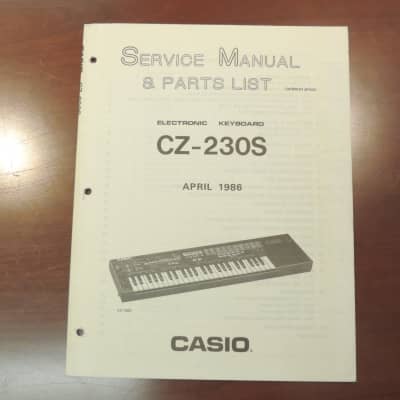 SERVICE MANUAL
& PARTS LIST
ELECTRONIC KEYBOARD
CZ-230S
APRIL 1986
CASIO.